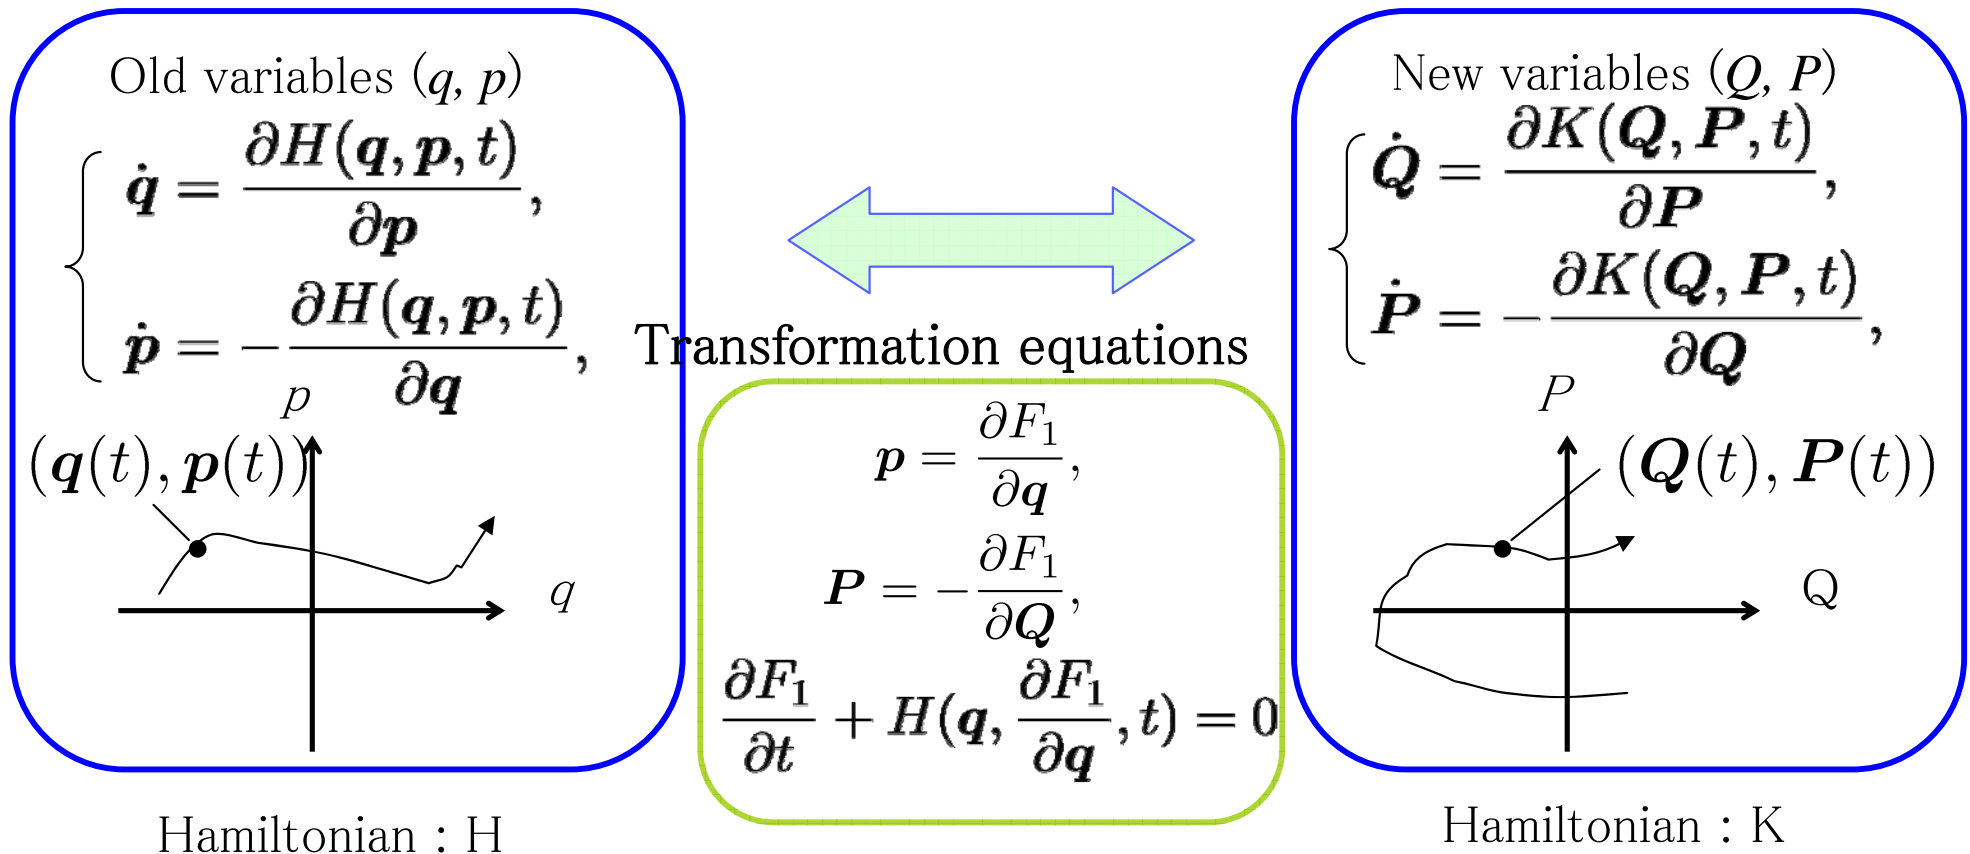 Old variables (q, p)
q̇ = ∂H(q, p, t)/∂p,
ṗ = −∂H(q, p, t)/∂q,
p
(q(t), p(t))
q
Hamiltonian : H
Transformation equations
p = ∂F₁/∂q,
P = −∂F₁/∂Q,
∂F₁/∂t + H(q, ∂F₁/∂q, t) = 0
New variables (Q, P)
Q̇ = ∂K(Q, P, t)/∂P,
Ṗ = −∂K(Q, P, t)/∂Q,
P
(Q(t), P(t))
Q
Hamiltonian : K